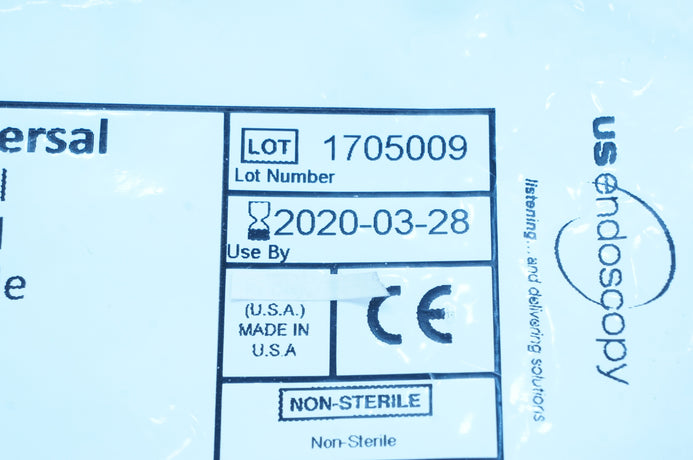 ersal
LOT 1705009
Lot Number
2020-03-28
Use By
(U.S.A.)
MADE IN
U.S.A
CE
NON-STERILE
Non-Sterile
us endoscopy
listening...and delivering solutions